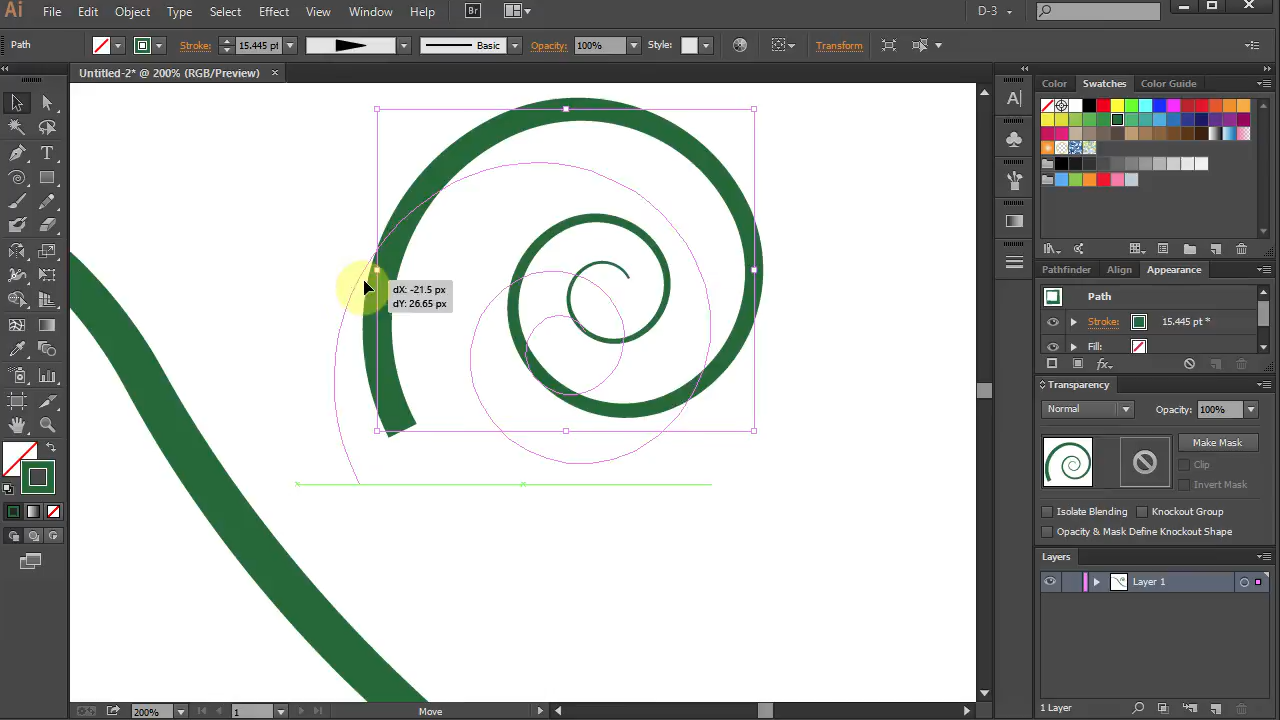 Ai File Edit Object Type Select Effect View Window Help Br D-3
Path Stroke: 15.445 pt Basic Opacity: 100% Style: Transform
Untitled-2* @ 200% (RGB/Preview) ×
Color Swatches Color Guide
Pathfinder Align Appearance
Path
Stroke: 15.445 pt *
Fill:
Transparency
Normal Opacity: 100%
Make Mask
Clip
Invert Mask
Isolate Blending Knockout Group
Opacity & Mask Define Knockout Shape
Layers
Layer 1
dX: -21.5 px
dY: 26.65 px
200% 1 Move
1 Layer